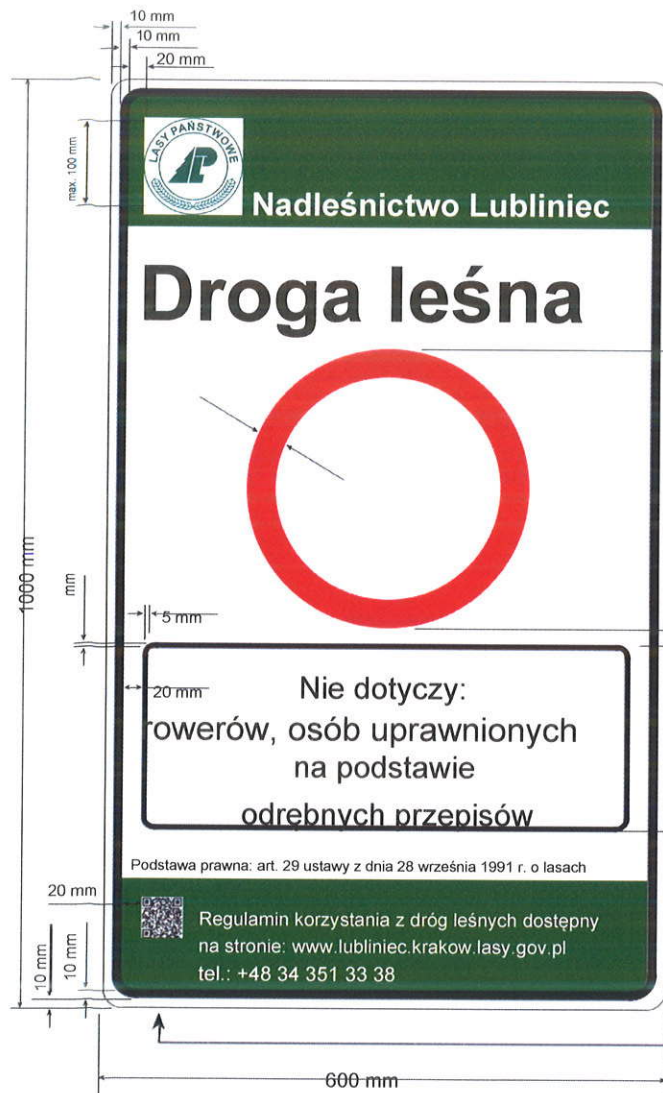 10 mm
10 mm
20 mm
max. 100 mm
LASY PAŃSTWOWE
LP
Nadleśnictwo Lubliniec
Droga leśna
1000 mm
mm
5 mm
20 mm
Nie dotyczy:
rowerów, osób uprawnionych
na podstawie
odrębnych przepisów
Podstawa prawna: art. 29 ustawy z dnia 28 września 1991 r. o lasach
20 mm
Regulamin korzystania z dróg leśnych dostępny
na stronie: www.lubliniec.krakow.lasy.gov.pl
tel.: +48 34 351 33 38
10 mm
10 mm
600 mm